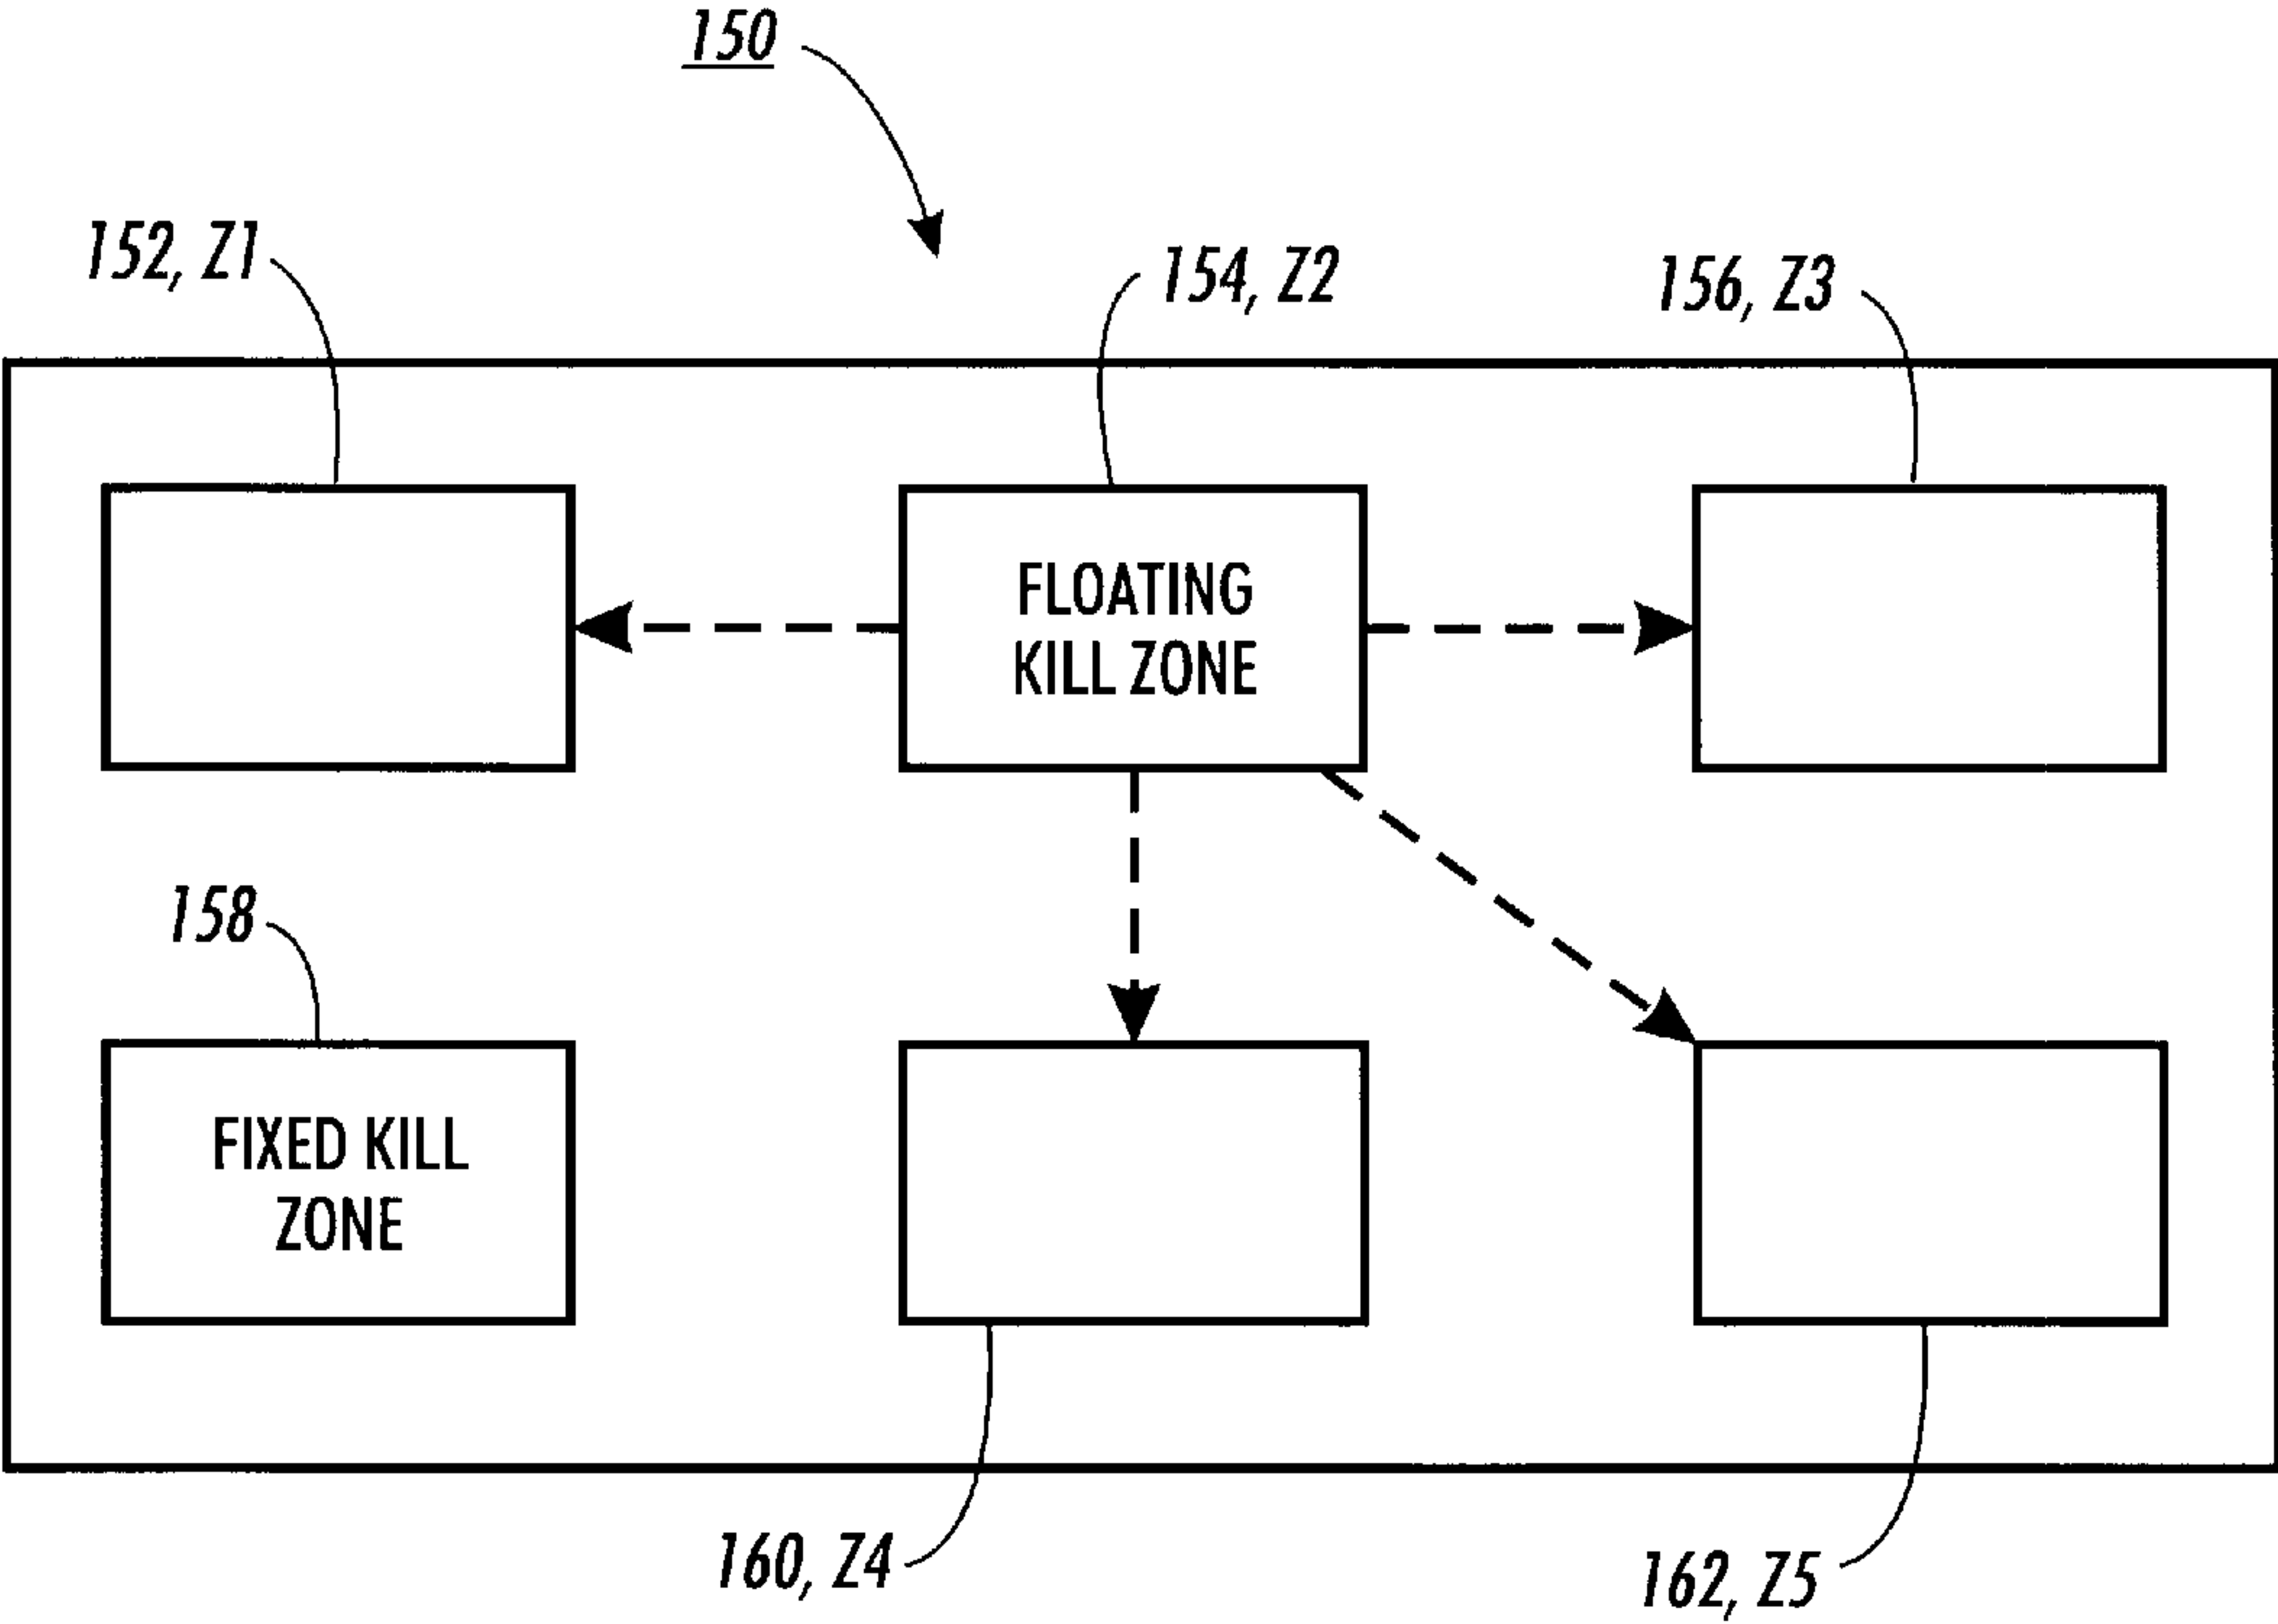 150
152, Z1
154, Z2
156, Z3
FLOATING
KILL ZONE
158
FIXED KILL
ZONE
160, Z4
162, Z5